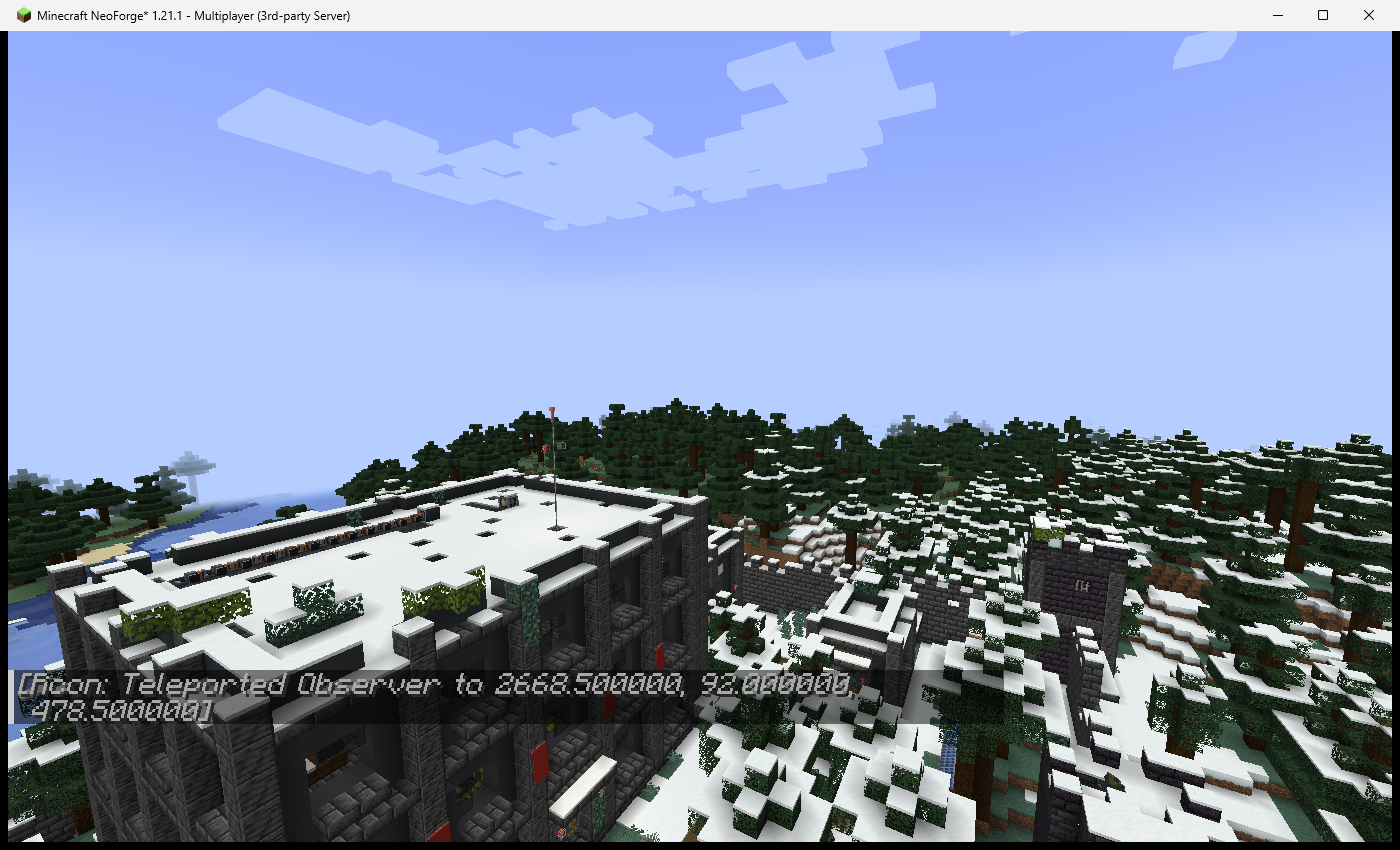 Minecraft NeoForge* 1.21.1 - Multiplayer (3rd-party Server)
[Rcon: Teleported Observer to 2668.500000, 92.000000
478.500000]